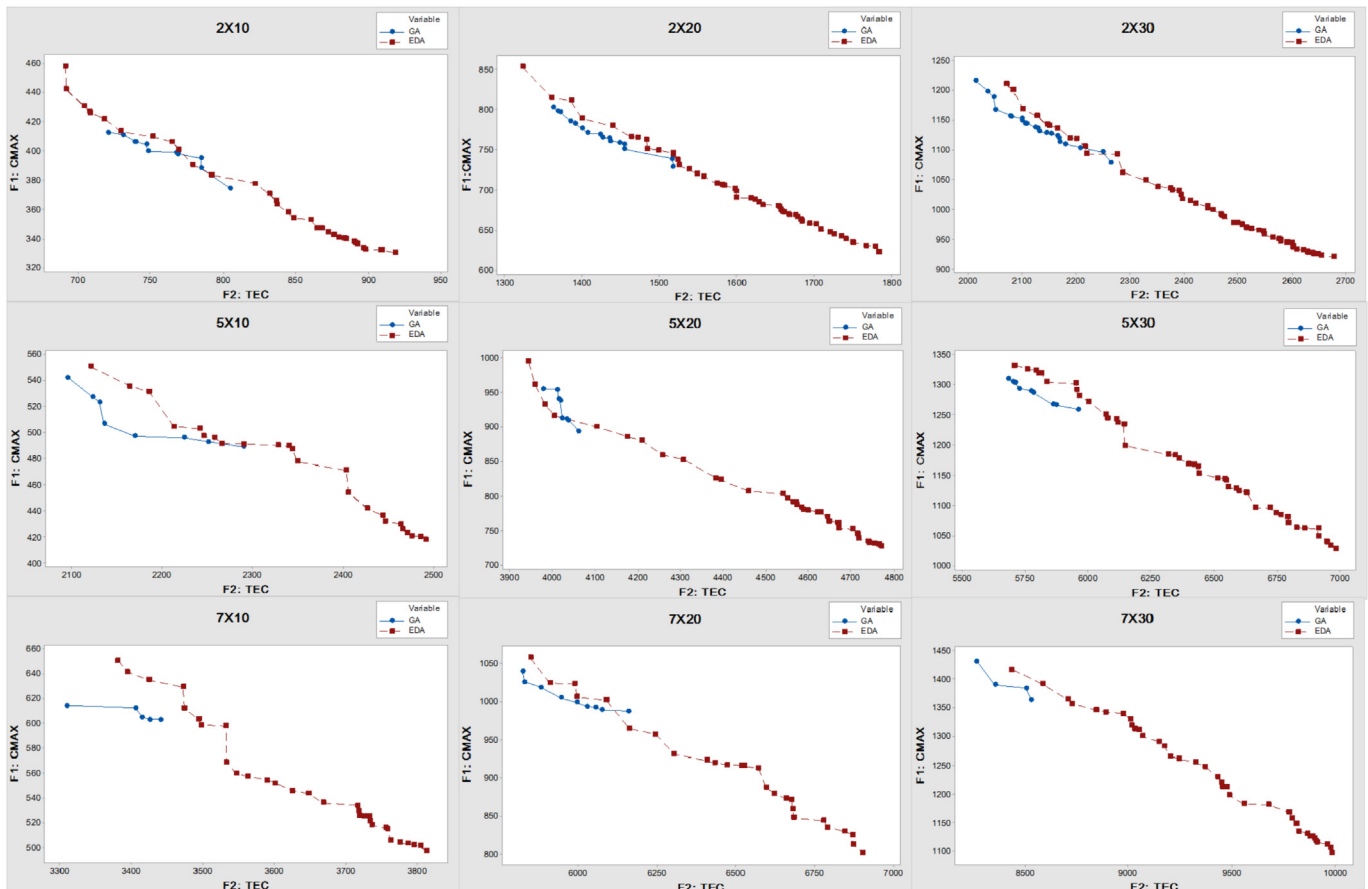 2X10
Variable
GA
EDA
F1: CMAX
460
440
420
400
380
360
340
320
700 750 800 850 900 950
F2: TEC
2X20
Variable
GA
EDA
F1:CMAX
850
800
750
700
650
600
1300 1400 1500 1600 1700 1800
F2: TEC
2X30
Variable
GA
EDA
F1: CMAX
1250
1200
1150
1100
1050
1000
950
900
2000 2100 2200 2300 2400 2500 2600 2700
F2: TEC
5X10
Variable
GA
EDA
F1: CMAX
560
540
520
500
480
460
440
420
400
2100 2200 2300 2400 2500
F2: TEC
5X20
Variable
GA
EDA
F1: CMAX
1000
950
900
850
800
750
700
3900 4000 4100 4200 4300 4400 4500 4600 4700 4800
F2: TEC
5X30
Variable
GA
EDA
F1: CMAX
1350
1300
1250
1200
1150
1100
1050
1000
5500 5750 6000 6250 6500 6750 7000
F2: TEC
7X10
Variable
GA
EDA
F1: CMAX
640
620
600
580
560
540
520
500
3300 3400 3500 3600 3700 3800
F2: TEC
7X20
Variable
GA
EDA
F1: CMAX
1050
1000
950
900
850
800
6000 6250 6500 6750 7000
F2: TEC
7X30
Variable
GA
EDA
F1: CMAX
1450
1400
1350
1300
1250
1200
1150
1100
8500 9000 9500 10000
F2: TEC